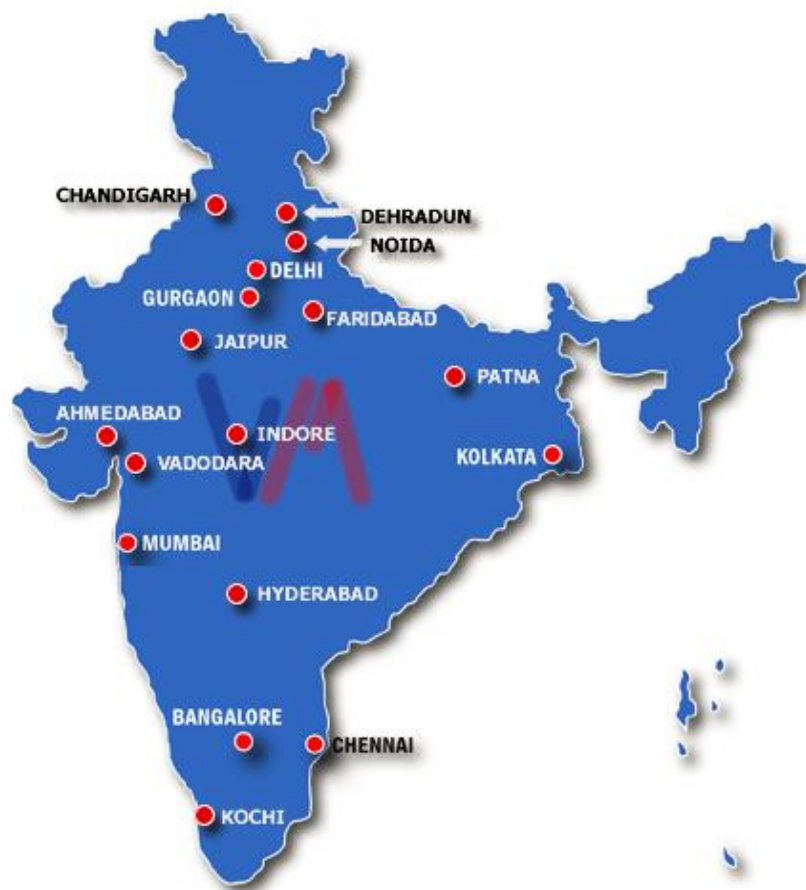 CHANDIGARH
DEHRADUN
NOIDA
DELHI
GURGAON
FARIDABAD
JAIPUR
PATNA
AHMEDABAD
INDORE
KOLKATA
VADODARA
MUMBAI
HYDERABAD
BANGALORE
CHENNAI
KOCHI